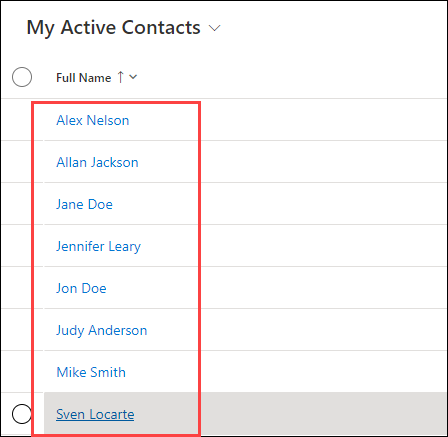 My Active Contacts
Full Name
Alex Nelson
Allan Jackson
Jane Doe
Jennifer Leary
Jon Doe
Judy Anderson
Mike Smith
Sven Locarte